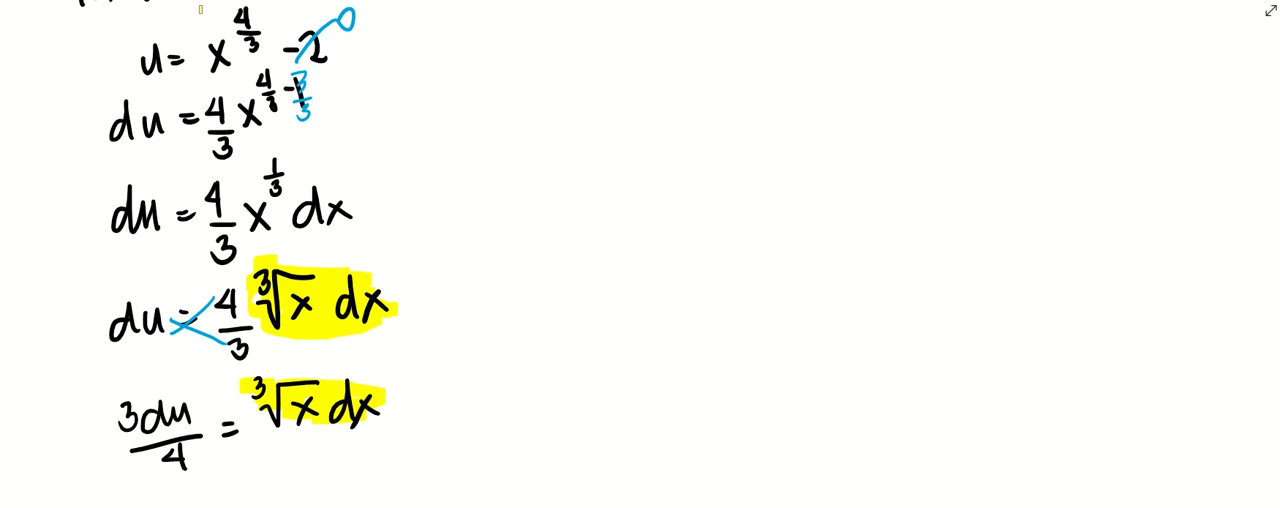 u = x^{4/3} - 2 0
du = 4/3 x^{4/3 - 3/3}
du = 4/3 x^{1/3} dx
du = 4/3 ∛x dx
3du/4 = ∛x dx